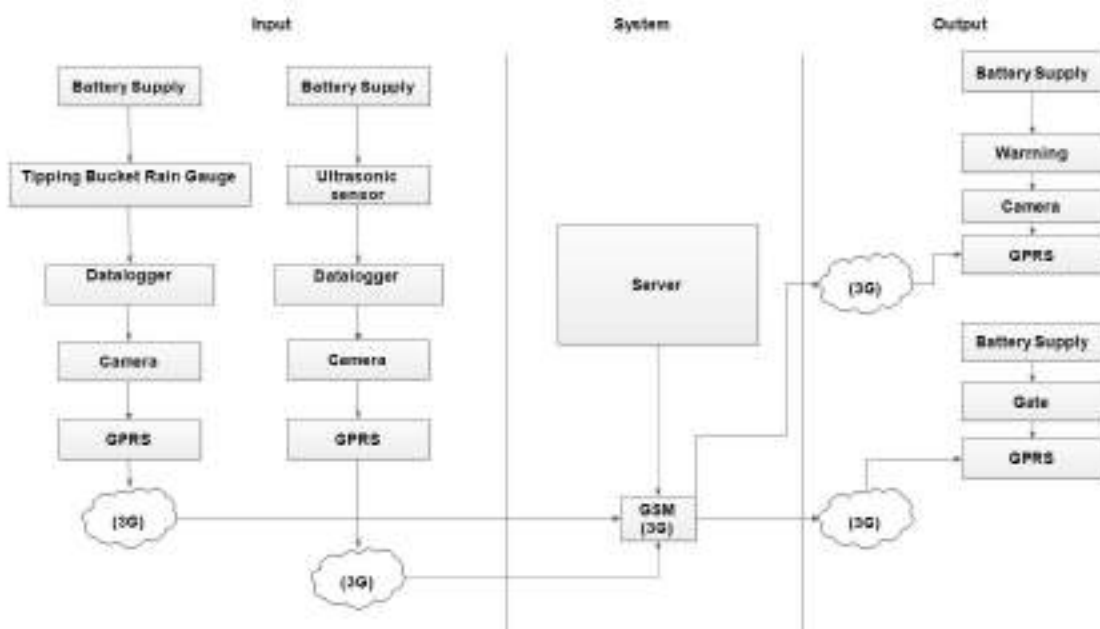 Input
System
Output
Battery Supply
Tipping Bucket Rain Gauge
Datalogger
Camera
GPRS
(3G)
Battery Supply
Ultrasonic
sensor
Datalogger
Camera
GPRS
(3G)
Server
GSM
(3G)
Battery Supply
Warrning
Camera
GPRS
(3G)
Battery Supply
Gate
GPRS
(3G)